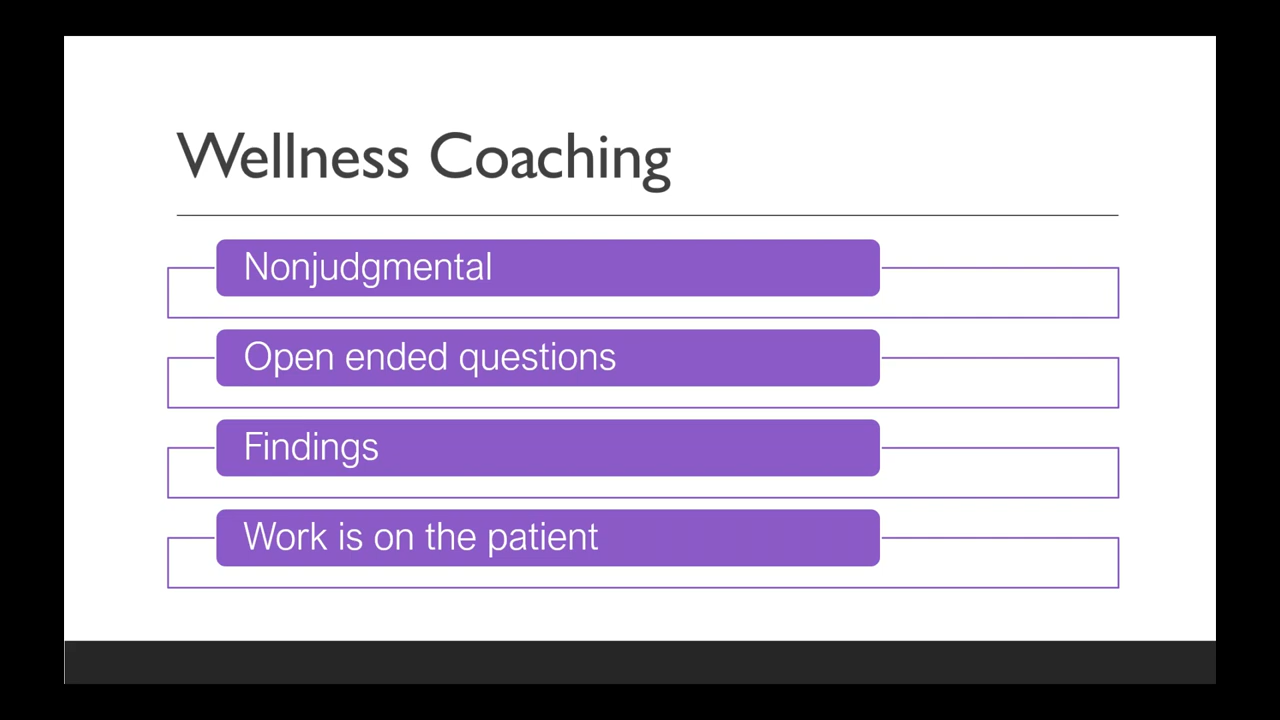 Wellness Coaching
Nonjudgmental
Open ended questions
Findings
Work is on the patient